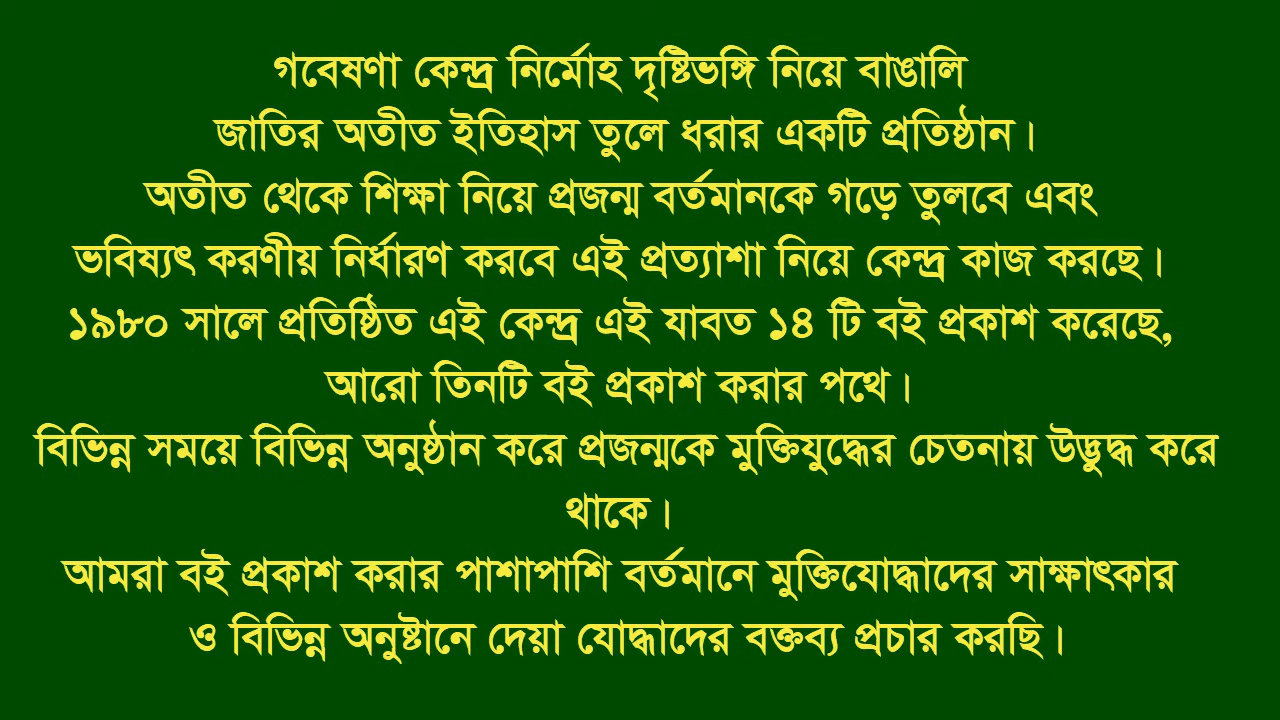 গবেষণা কেন্দ্র নির্মোহ দৃষ্টিভঙ্গি নিয়ে বাঙালি
জাতির অতীত ইতিহাস তুলে ধরার একটি প্রতিষ্ঠান।
অতীত থেকে শিক্ষা নিয়ে প্রজন্ম বর্তমানকে গড়ে তুলবে এবং
ভবিষ্যৎ করণীয় নির্ধারণ করবে এই প্রত্যাশা নিয়ে কেন্দ্র কাজ করছে।
১৯৮০ সালে প্রতিষ্ঠিত এই কেন্দ্র এই যাবত ১৪ টি বই প্রকাশ করেছে,
আরো তিনটি বই প্রকাশ করার পথে।
বিভিন্ন সময়ে বিভিন্ন অনুষ্ঠান করে প্রজন্মকে মুক্তিযুদ্ধের চেতনায় উদ্ভুদ্ধ করে
থাকে।
আমরা বই প্রকাশ করার পাশাপাশি বর্তমানে মুক্তিযোদ্ধাদের সাক্ষাৎকার
ও বিভিন্ন অনুষ্টানে দেয়া যোদ্ধাদের বক্তব্য প্রচার করছি।